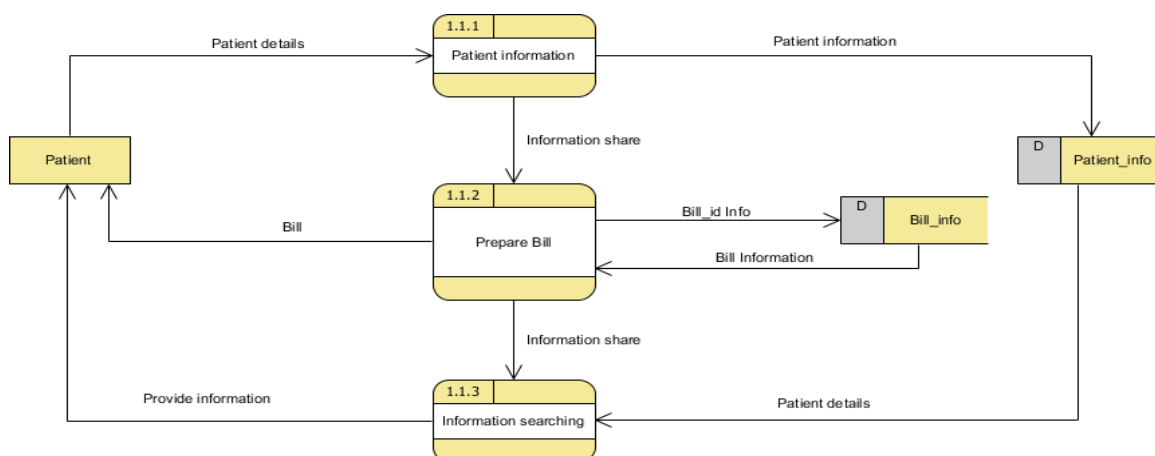 1.1.1
Patient details
Patient information
Patient information
Information share
D
Patient
Patient_info
1.1.2
D
Bill_id Info
Bill_info
Bill
Prepare Bill
Bill Information
Information share
1.1.3
Provide information
Patient details
Information searching